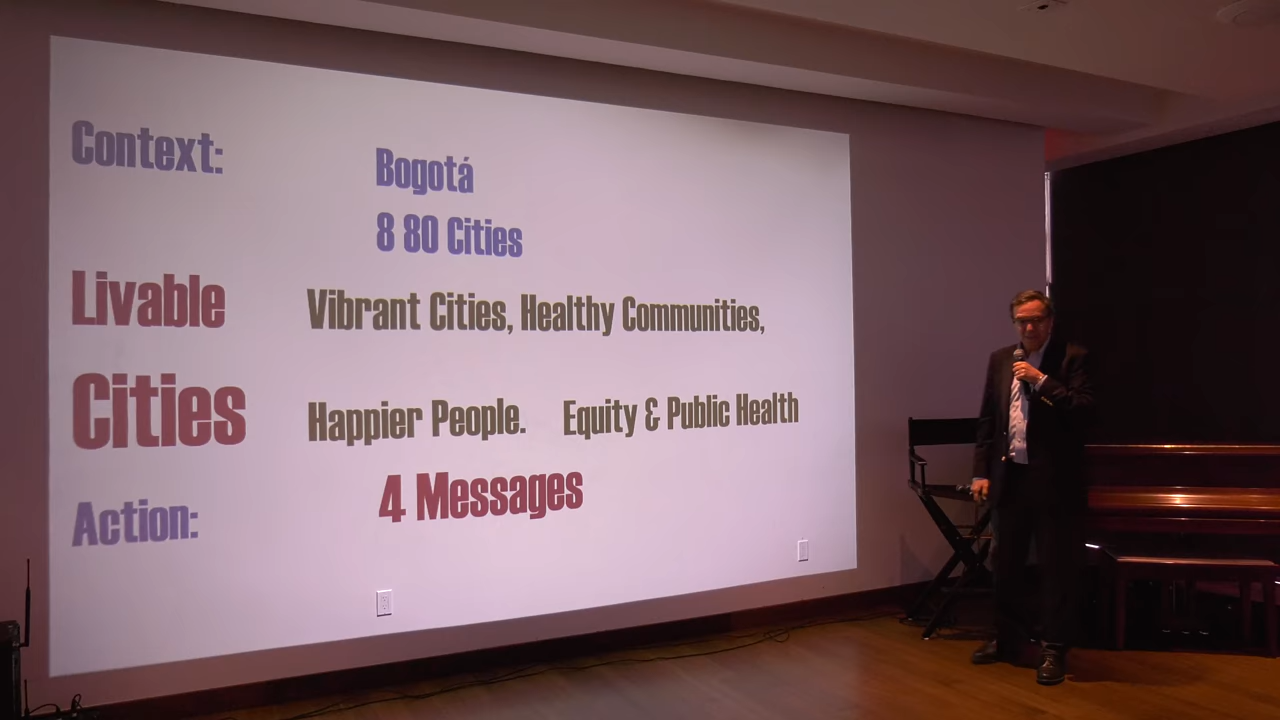 Context:
Bogotá
8 80 Cities
Livable
Vibrant Cities, Healthy Communities,
Cities
Happier People. Equity & Public Health
4 Messages
Action: